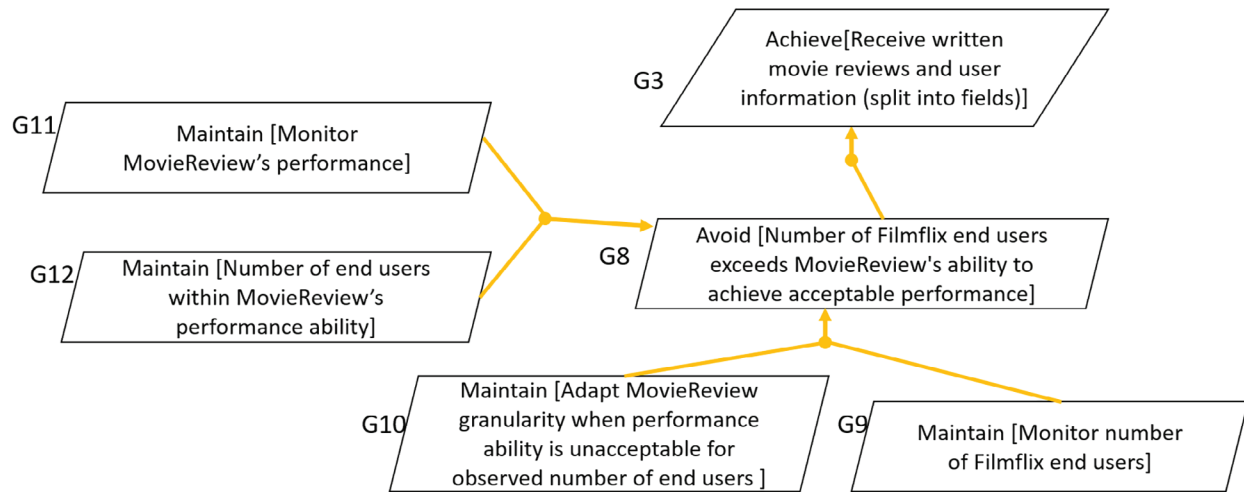 Achieve[Receive written
movie reviews and user
information (split into fields)]
G3
G11
Maintain [Monitor
MovieReview’s performance]
G12
Maintain [Number of end users
within MovieReview’s
performance ability]
G8
Avoid [Number of Filmflix end users
exceeds MovieReview's ability to
achieve acceptable performance]
G10
Maintain [Adapt MovieReview
granularity when performance
ability is unacceptable for
observed number of end users ]
G9
Maintain [Monitor number
of Filmflix end users]